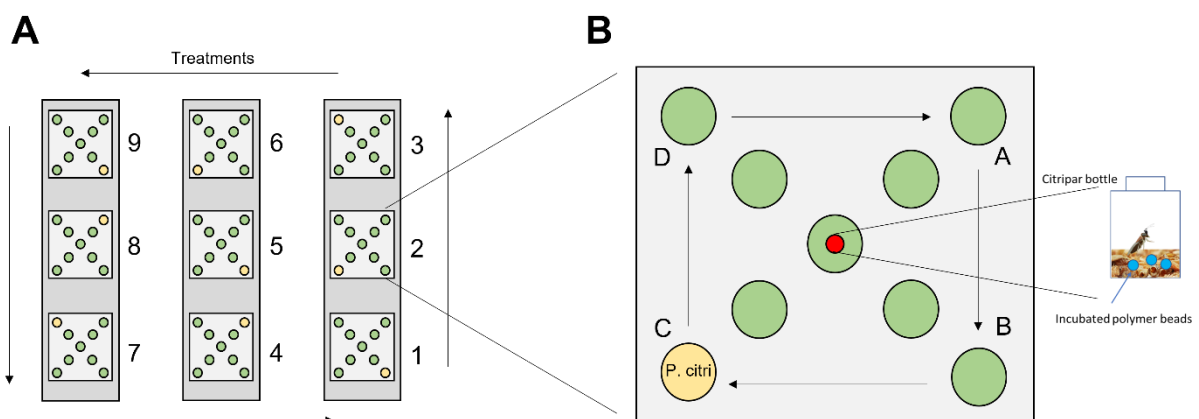 A
B
Treatments
9
6
3
8
5
2
7
4
1
D
A
C
B
P. citri
Citripar bottle
Incubated polymer beads